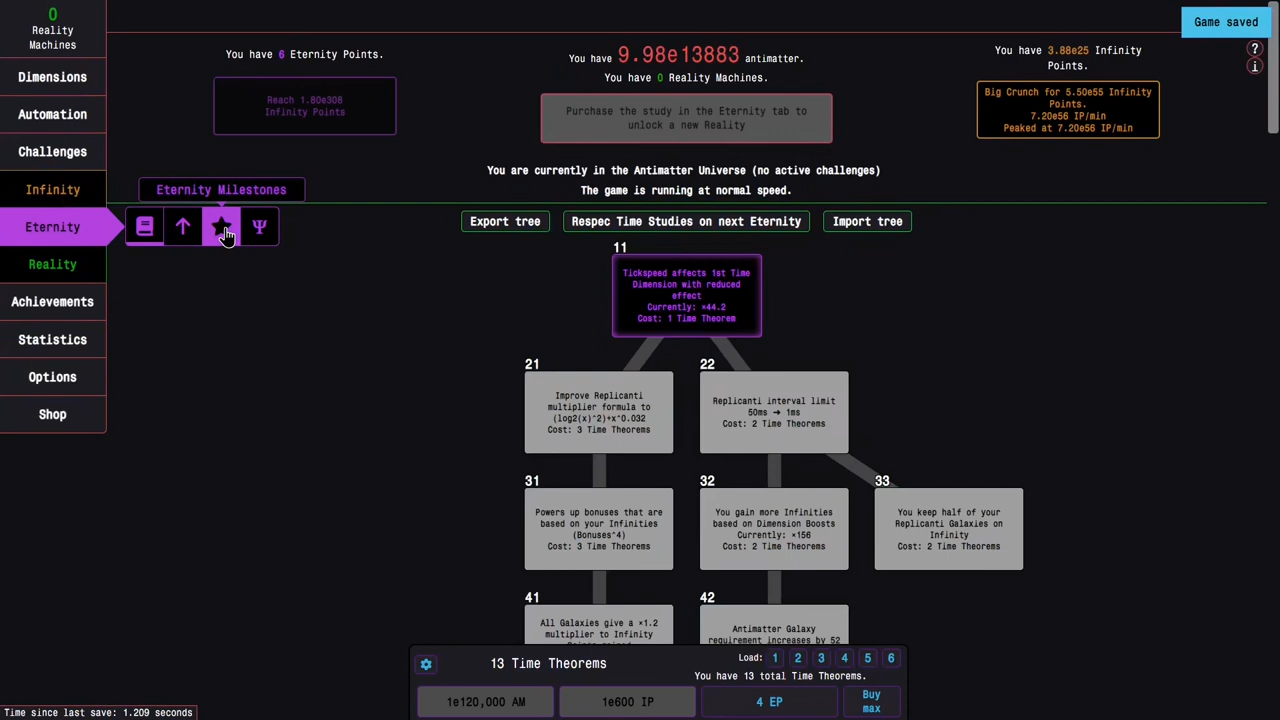 0
Reality
Machines
Dimensions
Automation
Challenges
Infinity
Eternity
Reality
Achievements
Statistics
Options
Shop
You have 6 Eternity Points.
Reach 1.80e308
Infinity Points
You have 9.98e13883 antimatter.
You have 0 Reality Machines.
Purchase the study in the Eternity tab to
unlock a new Reality
You have 3.88e25 Infinity
Points.
Big Crunch for 5.50e55 Infinity
Points.
7.20e56 IP/min
Peaked at 7.20e56 IP/min
Game saved
?
i
You are currently in the Antimatter Universe (no active challenges)
The game is running at normal speed.
Eternity Milestones
Ψ
Export tree
Respec Time Studies on next Eternity
Import tree
11
Tickspeed affects 1st Time
Dimension with reduced
effect
Currently: ×44.2
Cost: 1 Time Theorem
21
Improve Replicanti
multiplier formula to
(log2(x)^2)+x^0.032
Cost: 3 Time Theorems
22
Replicanti interval limit
50ms ➜ 1ms
Cost: 2 Time Theorems
31
Powers up bonuses that are
based on your Infinities
(Bonuses^4)
Cost: 3 Time Theorems
32
You gain more Infinities
based on Dimension Boosts
Currently: ×156
Cost: 2 Time Theorems
33
You keep half of your
Replicanti Galaxies on
Infinity
Cost: 2 Time Theorems
41
All Galaxies give a ×1.2
multiplier to Infinity
42
Antimatter Galaxy
requirement increases by 52
13 Time Theorems
Load: 1 2 3 4 5 6
You have 13 total Time Theorems.
1e120,000 AM
1e600 IP
4 EP
Buy
max
Time since last save: 1.209 seconds